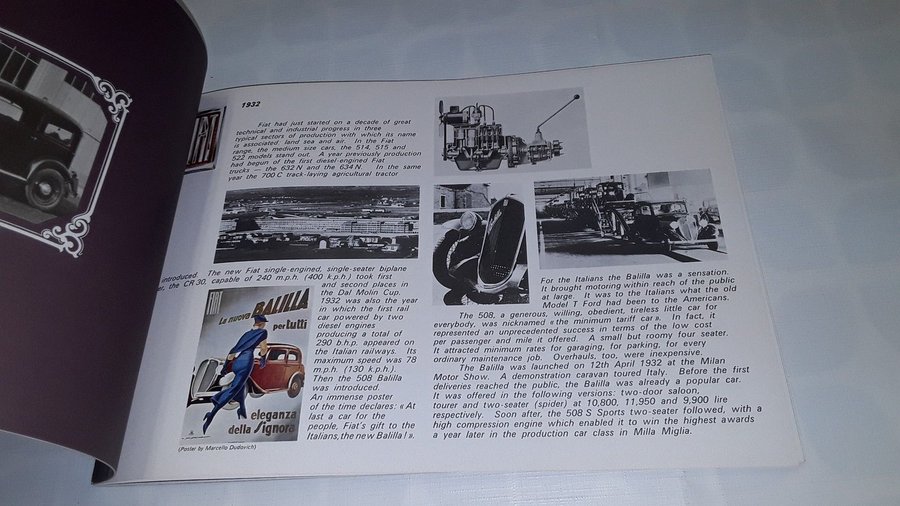 1932
FIAT
Fiat had just started on a decade of great
technical and industrial progress in three
typical sectors of production with which its name
is associated land sea and air. In the Fiat
range, the medium size cars, the 514, 515 and
522 models stand out. A year previously production
had begun of the first diesel-engined Fiat
trucks — the 632 N and the 634 N. In the same
year the 700 C track-laying agricultural tractor
introduced. The new Fiat single-engined, single-seater biplane
the CR 30, capable of 240 m.p.h. (400 k.p.h.) took first
and second places in
the Dal Molin Cup.
1932 was also the year
in which the first rail
car powered by two
diesel engines
producing a total of
290 b.h.p. appeared on
the Italian railways. Its
maximum speed was 78
m.p.h. (130 k.p.h.).
Then the 508 Balilla
was introduced.
An immense poster
of the time declares: « At
last a car for the
people, Fiat's gift to the
Italians, the new Balilla ! ».
FIAT
La nuova BALILLA
per tutti
eleganza
della Signora
(Poster by Marcello Dudovich)
For the Italians the Balilla was a sensation.
It brought motoring within reach of the public
at large. It was to the Italians what the old
Model T Ford had been to the Americans.
The 508, a generous, willing, obedient, tireless little car for
everybody, was nicknamed « the minimum tariff car ». In fact, it
represented an unprecedented success in terms of the low cost
per passenger and mile it offered. A small but roomy four seater.
It attracted minimum rates for garaging, for parking, for every
ordinary maintenance job. Overhauls, too, were inexpensive.
The Balilla was launched on 12th April 1932 at the Milan
Motor Show. A demonstration caravan toured Italy. Before the first
deliveries reached the public, the Balilla was already a popular car.
It was offered in the following versions: two-door saloon,
tourer and two-seater (spider) at 10,800, 11,950 and 9,900 lire
respectively. Soon after, the 508 S Sports two-seater followed, with a
high compression engine which enabled it to win the highest awards
a year later in the production car class in Milla Miglia.